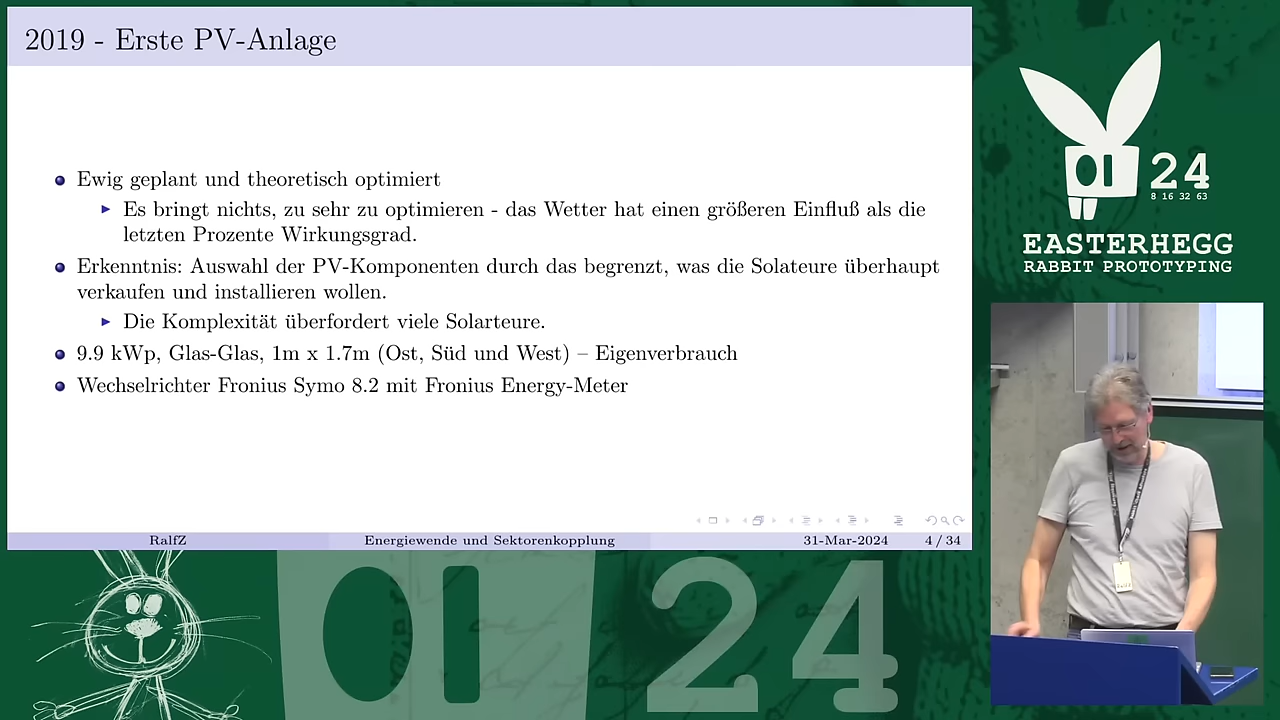 2019 - Erste PV-Anlage
Ewig geplant und theoretisch optimiert
Es bringt nichts, zu sehr zu optimieren - das Wetter hat einen größeren Einfluß als die
letzten Prozente Wirkungsgrad.
Erkenntnis: Auswahl der PV-Komponenten durch das begrenzt, was die Solateure überhaupt
verkaufen und installieren wollen.
Die Komplexität überfordert viele Solarteure.
9.9 kWp, Glas-Glas, 1m x 1.7m (Ost, Süd und West) – Eigenverbrauch
Wechselrichter Fronius Symo 8.2 mit Fronius Energy-Meter
RalfZ Energiewende und Sektorenkopplung 31-Mar-2024 4 / 34
24
8 16 32 63
EASTERHEGG
RABBIT PROTOTYPING
24